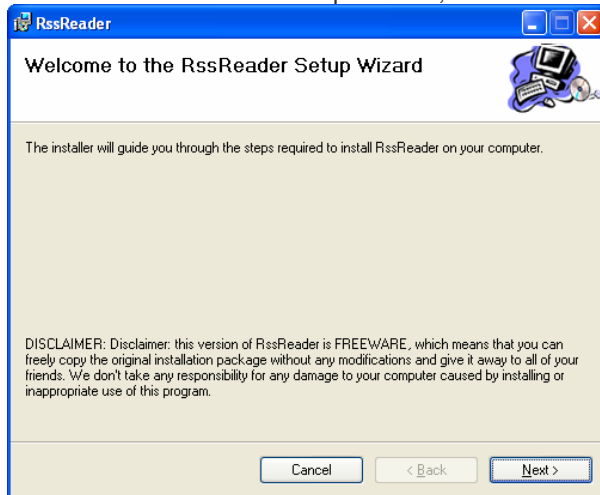 RssReader
Welcome to the RssReader Setup Wizard
The installer will guide you through the steps required to install RssReader on your computer.
DISCLAIMER: Disclaimer: this version of RssReader is FREEWARE, which means that you can
freely copy the original installation package without any modifications and give it away to all of your
friends. We don't take any responsibility for any damage to your computer caused by installing or
inappropriate use of this program.
Cancel
< Back
Next >